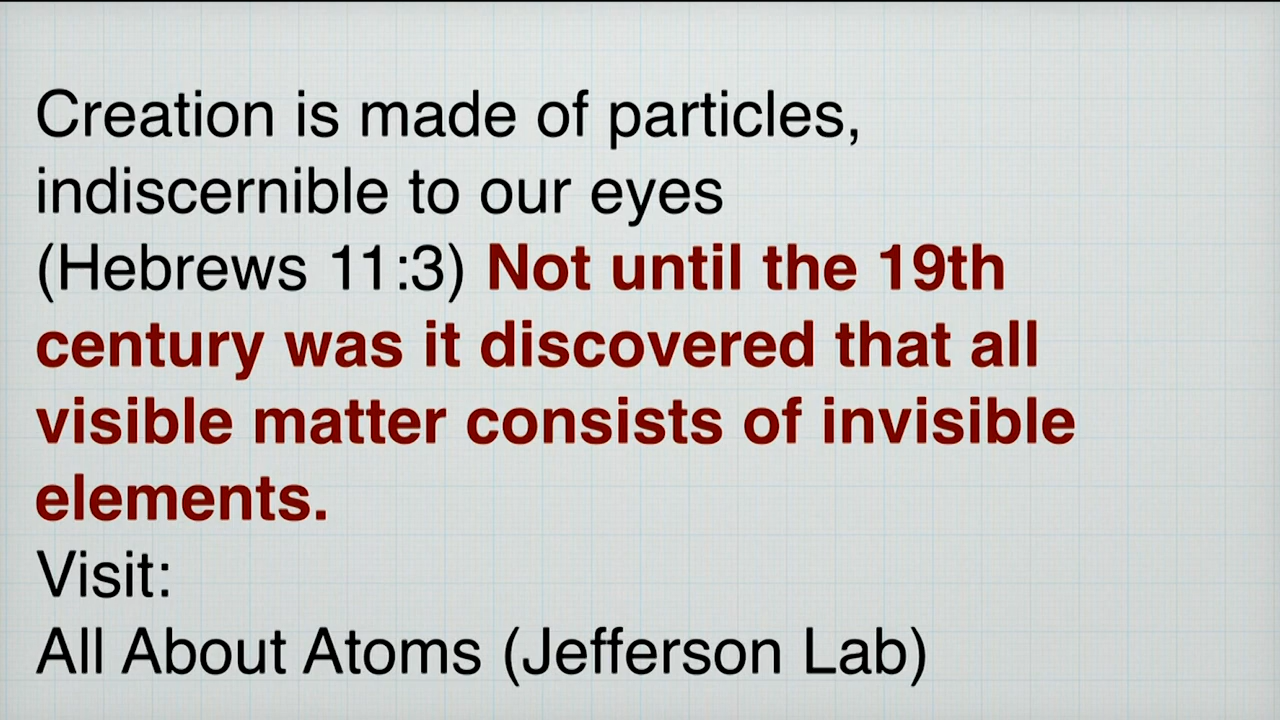 Creation is made of particles,
indiscernible to our eyes
(Hebrews 11:3) Not until the 19th
century was it discovered that all
visible matter consists of invisible
elements.
Visit:
All About Atoms (Jefferson Lab)